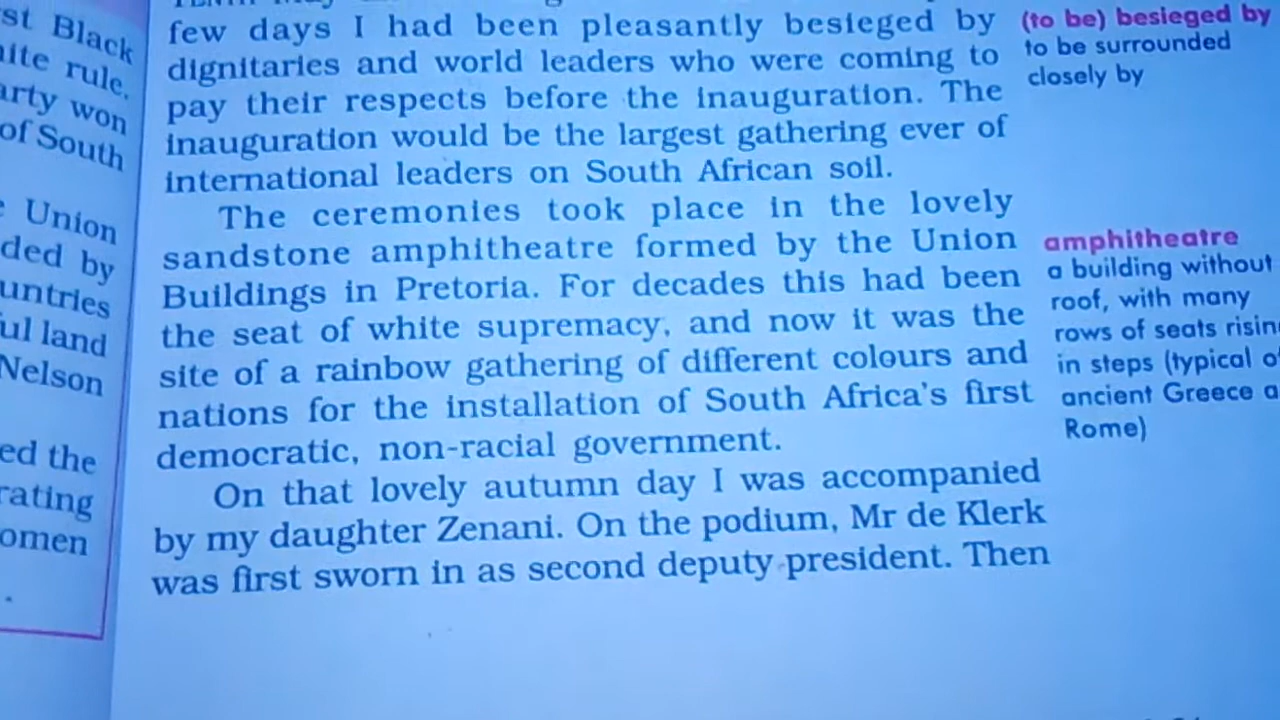 st Black
ite rule.
arty won
of South
Union
ded by
untries
ul land
Nelson
ed the
rating
omen
few days I had been pleasantly besieged by
dignitaries and world leaders who were coming to
pay their respects before the inauguration. The
inauguration would be the largest gathering ever of
international leaders on South African soil.
The ceremonies took place in the lovely
sandstone amphitheatre formed by the Union
Buildings in Pretoria. For decades this had been
the seat of white supremacy, and now it was the
site of a rainbow gathering of different colours and
nations for the installation of South Africa's first
democratic, non-racial government.
On that lovely autumn day I was accompanied
by my daughter Zenani. On the podium, Mr de Klerk
was first sworn in as second deputy president. Then
(to be) besieged by
to be surrounded
closely by
amphitheatre
a building without
roof, with many
rows of seats risin
in steps (typical o
ancient Greece a
Rome)